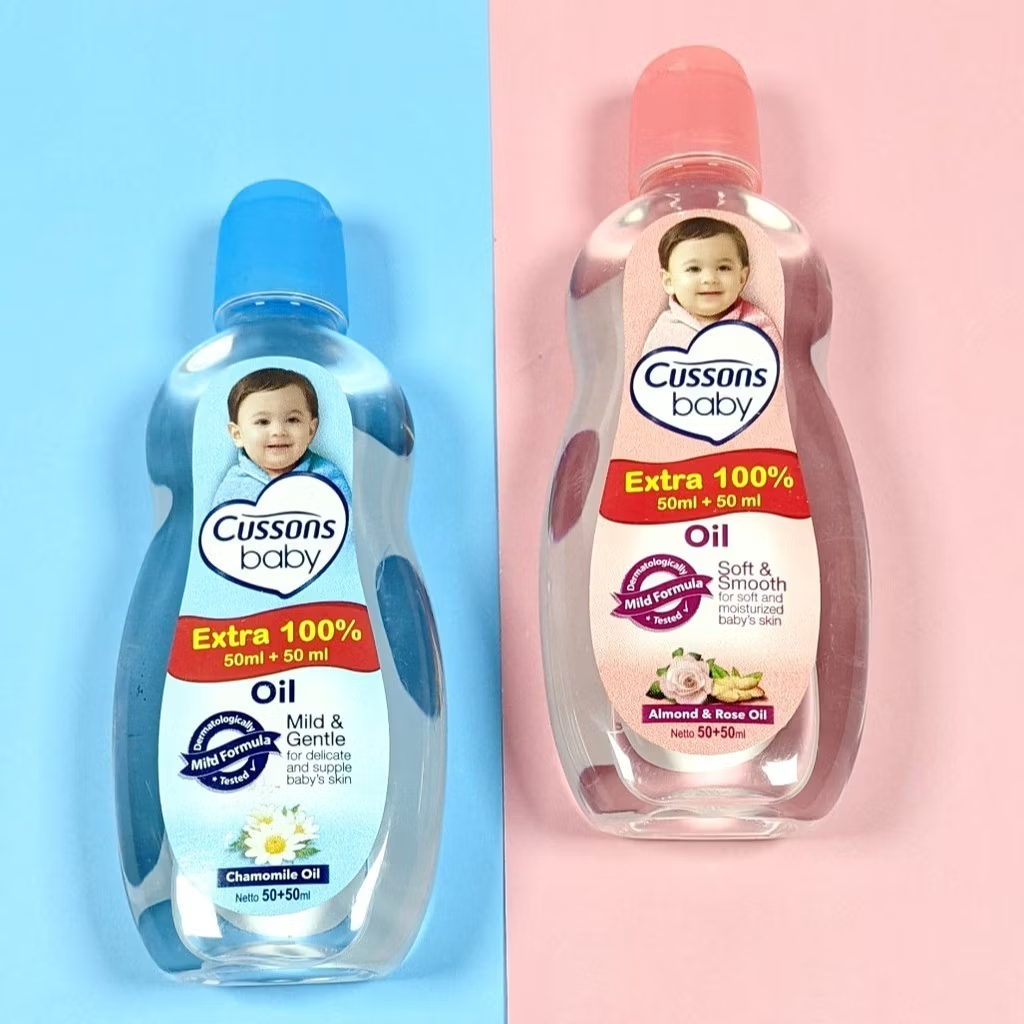 Cussons
baby
Extra 100%
50ml + 50 ml
Oil
Dermatologically
Mild Formula
* Tested ✓
Mild &
Gentle
for delicate
and supple
baby's skin
Chamomile Oil
Netto 50+50ml
Cussons
baby
Extra 100%
50ml + 50 ml
Oil
Dermatologically
Mild Formula
* Tested ✓
Soft &
Smooth
for soft and
moisturized
baby's skin
Almond & Rose Oil
Netto 50+50ml